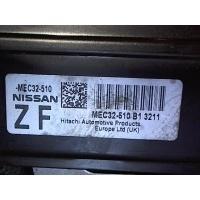 -MEC32-510
NISSAN
ZF
MEC32-510 B1 3211
Hitachi Automotive Products
Europe Ltd (UK)